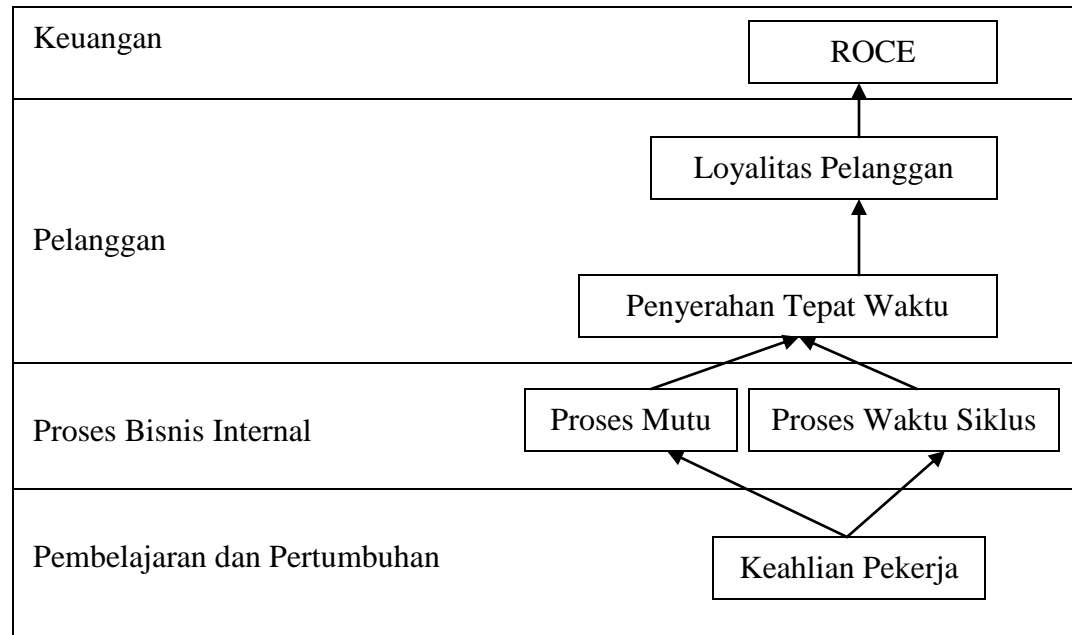 Keuangan
ROCE
Loyalitas Pelanggan
Pelanggan
Penyerahan Tepat Waktu
Proses Mutu
Proses Waktu Siklus
Proses Bisnis Internal
Pembelajaran dan Pertumbuhan
Keahlian Pekerja